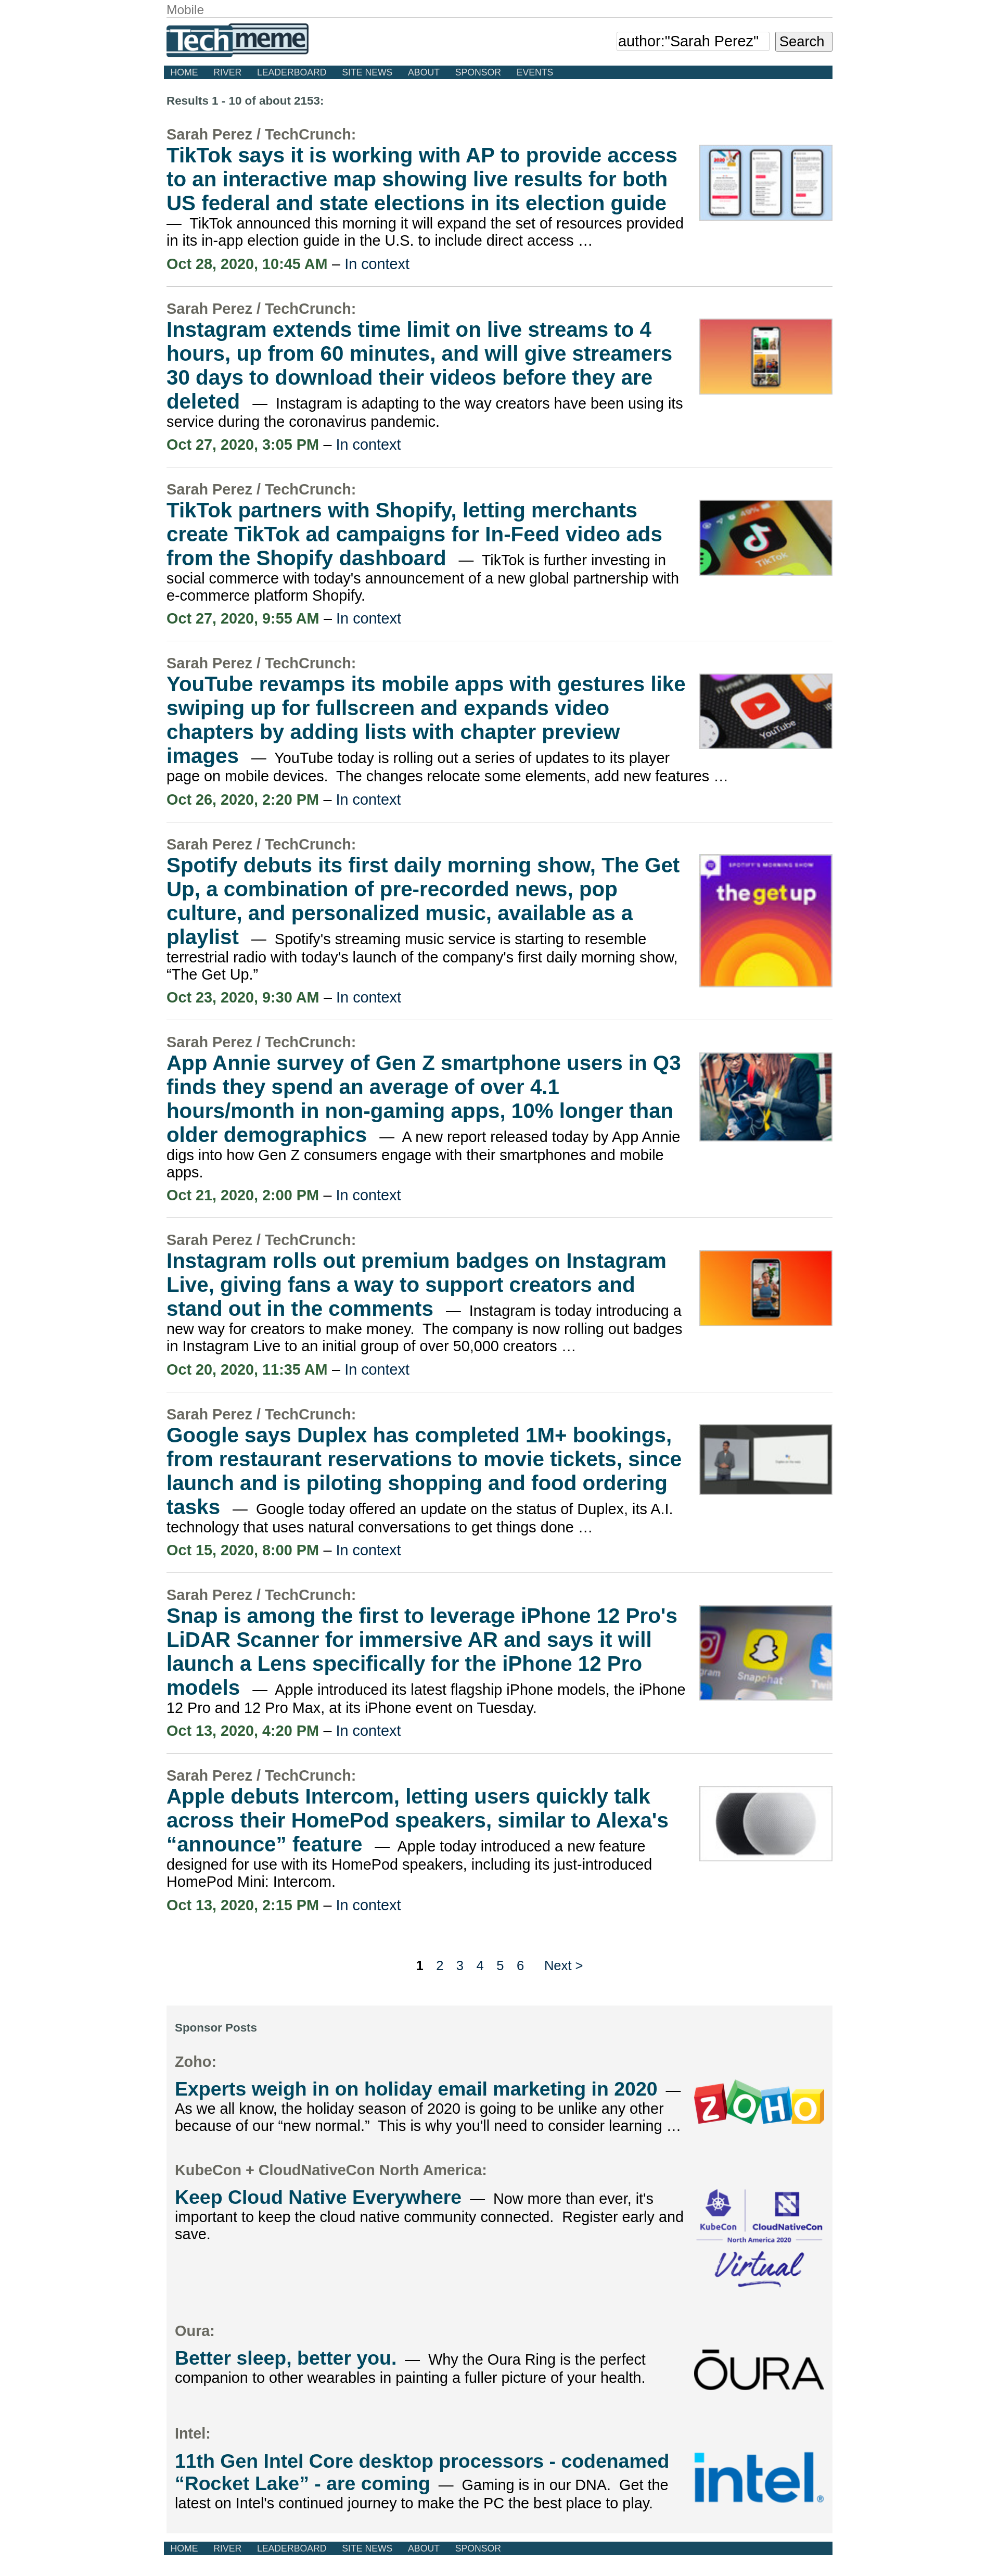 Mobile
Techmeme
author:"Sarah Perez"
Search
HOME RIVER LEADERBOARD SITE NEWS ABOUT SPONSOR EVENTS
Results 1 - 10 of about 2153:
Sarah Perez / TechCrunch:
TikTok says it is working with AP to provide access
to an interactive map showing live results for both
US federal and state elections in its election guide
— TikTok announced this morning it will expand the set of resources provided
in its in-app election guide in the U.S. to include direct access …
Oct 28, 2020, 10:45 AM – In context
Sarah Perez / TechCrunch:
Instagram extends time limit on live streams to 4
hours, up from 60 minutes, and will give streamers
30 days to download their videos before they are
deleted — Instagram is adapting to the way creators have been using its
service during the coronavirus pandemic.
Oct 27, 2020, 3:05 PM – In context
Sarah Perez / TechCrunch:
TikTok partners with Shopify, letting merchants
create TikTok ad campaigns for In-Feed video ads
from the Shopify dashboard — TikTok is further investing in
social commerce with today's announcement of a new global partnership with
e-commerce platform Shopify.
49%
TikTok
Oct 27, 2020, 9:55 AM – In context
Sarah Perez / TechCrunch:
YouTube revamps its mobile apps with gestures like
swiping up for fullscreen and expands video
chapters by adding lists with chapter preview
images — YouTube today is rolling out a series of updates to its player
page on mobile devices. The changes relocate some elements, add new features …
YouTube
Oct 26, 2020, 2:20 PM – In context
Sarah Perez / TechCrunch:
Spotify debuts its first daily morning show, The Get
Up, a combination of pre-recorded news, pop
culture, and personalized music, available as a
playlist — Spotify's streaming music service is starting to resemble
terrestrial radio with today's launch of the company's first daily morning show,
“The Get Up.”
SPOTIFY'S MORNING SHOW
the get up
Oct 23, 2020, 9:30 AM – In context
Sarah Perez / TechCrunch:
App Annie survey of Gen Z smartphone users in Q3
finds they spend an average of over 4.1
hours/month in non-gaming apps, 10% longer than
older demographics — A new report released today by App Annie
digs into how Gen Z consumers engage with their smartphones and mobile
apps.
Oct 21, 2020, 2:00 PM – In context
Sarah Perez / TechCrunch:
Instagram rolls out premium badges on Instagram
Live, giving fans a way to support creators and
stand out in the comments — Instagram is today introducing a
new way for creators to make money. The company is now rolling out badges
in Instagram Live to an initial group of over 50,000 creators …
Oct 20, 2020, 11:35 AM – In context
Sarah Perez / TechCrunch:
Google says Duplex has completed 1M+ bookings,
from restaurant reservations to movie tickets, since
launch and is piloting shopping and food ordering
tasks — Google today offered an update on the status of Duplex, its A.I.
technology that uses natural conversations to get things done …
Oct 15, 2020, 8:00 PM – In context
Sarah Perez / TechCrunch:
Snap is among the first to leverage iPhone 12 Pro's
LiDAR Scanner for immersive AR and says it will
launch a Lens specifically for the iPhone 12 Pro
models — Apple introduced its latest flagship iPhone models, the iPhone
12 Pro and 12 Pro Max, at its iPhone event on Tuesday.
Snapchat
Oct 13, 2020, 4:20 PM – In context
Sarah Perez / TechCrunch:
Apple debuts Intercom, letting users quickly talk
across their HomePod speakers, similar to Alexa's
“announce” feature — Apple today introduced a new feature
designed for use with its HomePod speakers, including its just-introduced
HomePod Mini: Intercom.
Oct 13, 2020, 2:15 PM – In context
1 2 3 4 5 6 Next >
Sponsor Posts
Zoho:
Experts weigh in on holiday email marketing in 2020 —
As we all know, the holiday season of 2020 is going to be unlike any other
because of our “new normal.” This is why you'll need to consider learning …
ZOHO
KubeCon + CloudNativeCon North America:
Keep Cloud Native Everywhere — Now more than ever, it's
important to keep the cloud native community connected. Register early and
save.
KubeCon CloudNativeCon
North America 2020
Virtual
Oura:
Better sleep, better you. — Why the Oura Ring is the perfect
companion to other wearables in painting a fuller picture of your health.
ŌURA
Intel:
11th Gen Intel Core desktop processors - codenamed
“Rocket Lake” - are coming — Gaming is in our DNA. Get the
latest on Intel's continued journey to make the PC the best place to play.
intel®
HOME RIVER LEADERBOARD SITE NEWS ABOUT SPONSOR